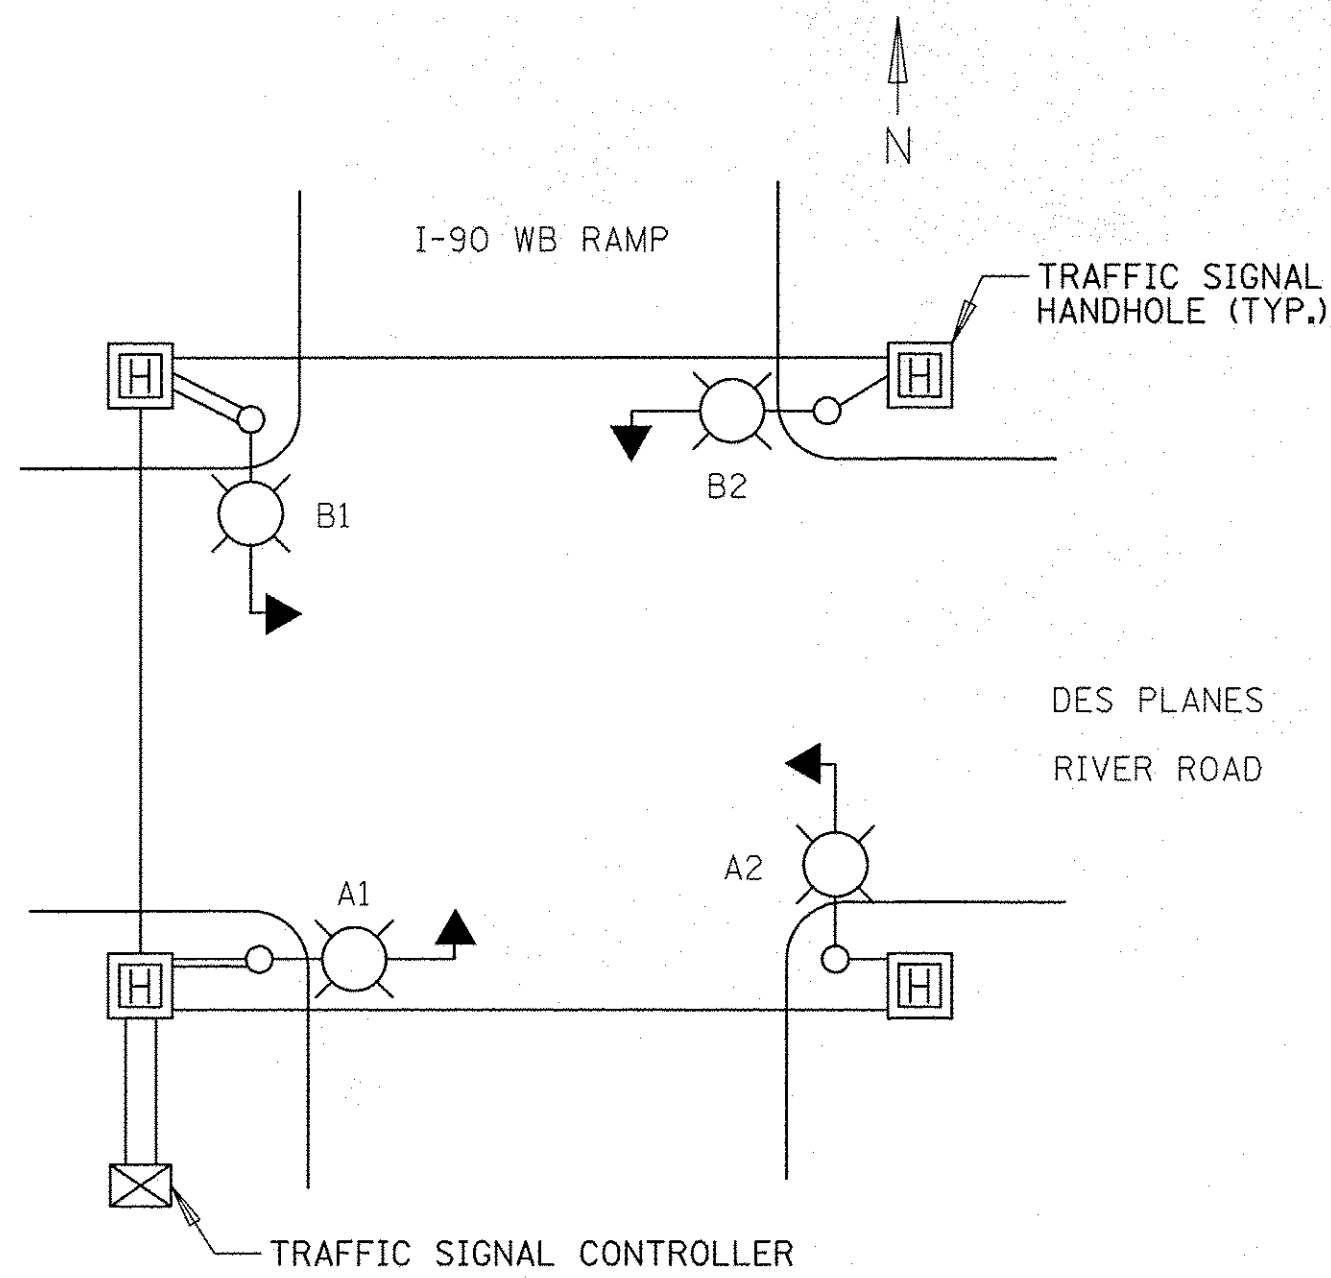 N
I-90 WB RAMP
TRAFFIC SIGNAL
HANDHOLE (TYP.)
H
H
B2
B1
DES PLANES
RIVER ROAD
A2
A1
H
H
TRAFFIC SIGNAL CONTROLLER